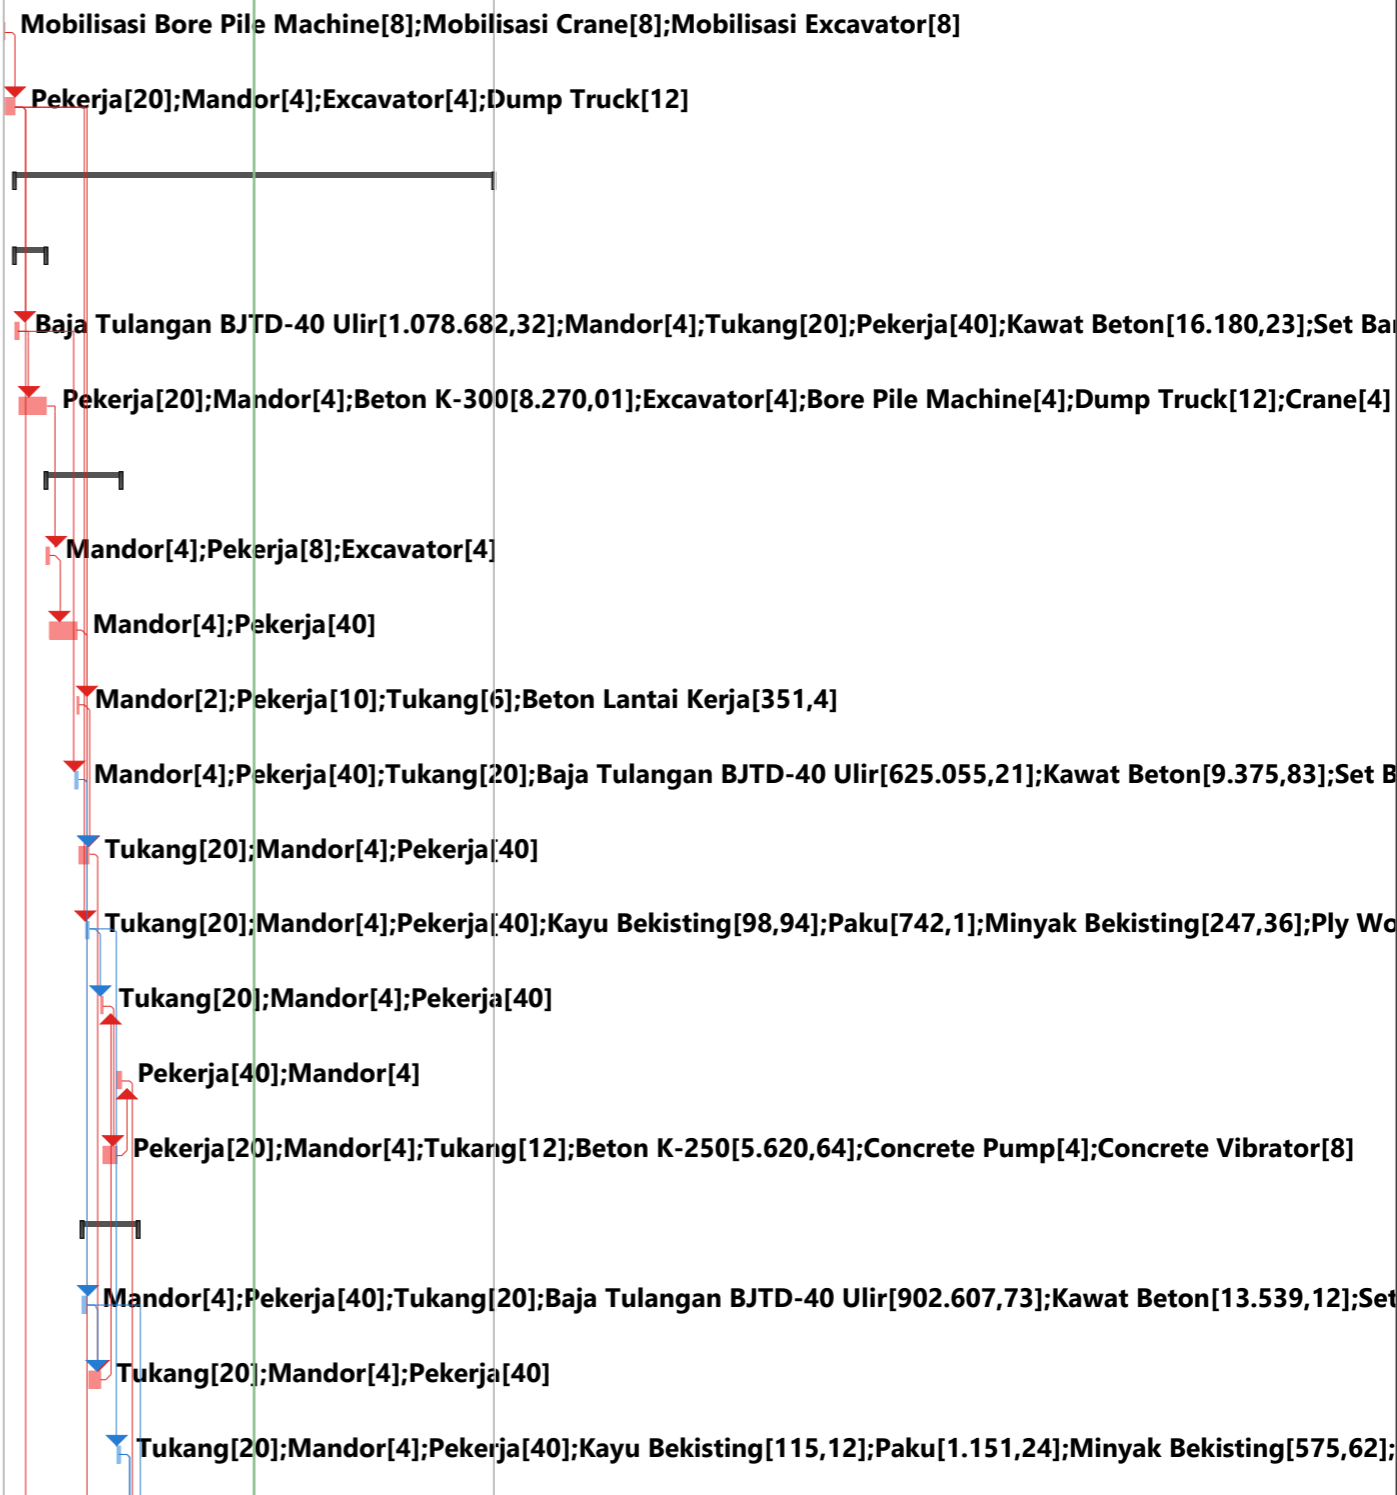 Mobilisasi Bore Pile Machine[8];Mobilisasi Crane[8];Mobilisasi Excavator[8]
Pekerja[20];Mandor[4];Excavator[4];Dump Truck[12]
Baja Tulangan BJTD-40 Ulir[1.078.682,32];Mandor[4];Tukang[20];Pekerja[40];Kawat Beton[16.180,23];Set
Pekerja[20];Mandor[4];Beton K-300[8.270,01];Excavator[4];Bore Pile Machine[4];Dump Truck[12];Crane[4]
Mandor[4];Pekerja[8];Excavator[4]
Mandor[4];Pekerja[40]
Mandor[2];Pekerja[10];Tukang[6];Beton Lantai Kerja[351,4]
Mandor[4];Pekerja[40];Tukang[20];Baja Tulangan BJTD-40 Ulir[625.055,21];Kawat Beton[9.375,83];Set B
Tukang[20];Mandor[4];Pekerja[40]
Tukang[20];Mandor[4];Pekerja[40];Kayu Bekisting[98,94];Paku[742,1];Minyak Bekisting[247,36];Ply Wo
Tukang[20];Mandor[4];Pekerja[40]
Pekerja[40];Mandor[4]
Pekerja[20];Mandor[4];Tukang[12];Beton K-250[5.620,64];Concrete Pump[4];Concrete Vibrator[8]
Mandor[4];Pekerja[40];Tukang[20];Baja Tulangan BJTD-40 Ulir[902.607,73];Kawat Beton[13.539,12];Set
Tukang[20];Mandor[4];Pekerja[40]
Tukang[20];Mandor[4];Pekerja[40];Kayu Bekisting[115,12];Paku[1.151,24];Minyak Bekisting[575,62];